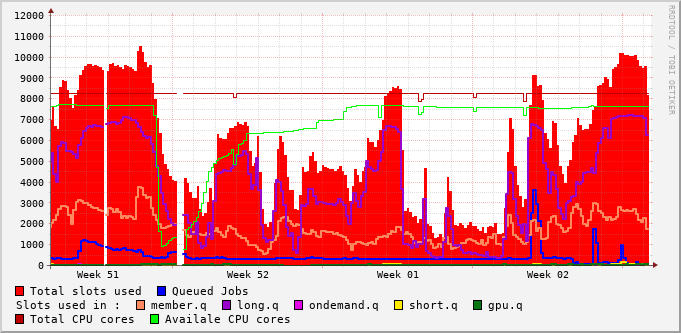 12000
11000
10000
9000
8000
7000
6000
5000
4000
3000
2000
1000
0
Week 51 Week 52 Week 01 Week 02
RRDTOOL / TOBI OETIKER
Total slots used Queued Jobs
Slots used in : member.q long.q ondemand.q short.q gpu.q
Total CPU cores Availale CPU cores